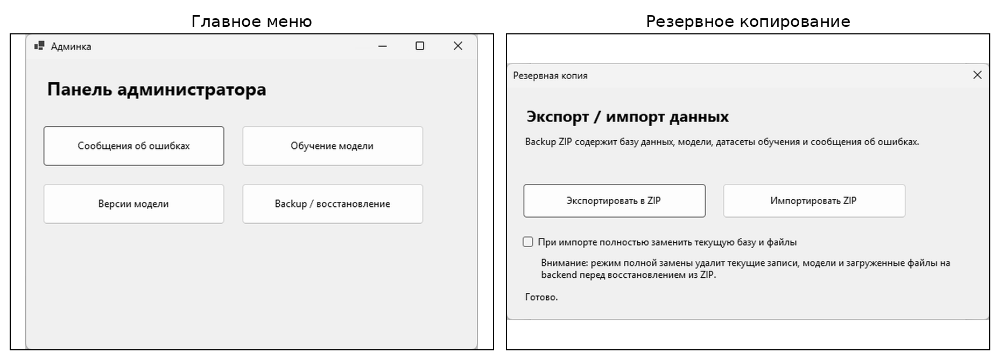 Главное меню
Админка
Панель администратора
Сообщения об ошибках
Обучение модели
Версии модели
Backup / восстановление
Резервное копирование
Резервная копия
Экспорт / импорт данных
Backup ZIP содержит базу данных, модели, датасеты обучения и сообщения об ошибках.
Экспортировать в ZIP
Импортировать ZIP
При импорте полностью заменить текущую базу и файлы
Внимание: режим полной замены удалит текущие записи, модели и загруженные файлы на
backend перед восстановлением из ZIP.
Готово.